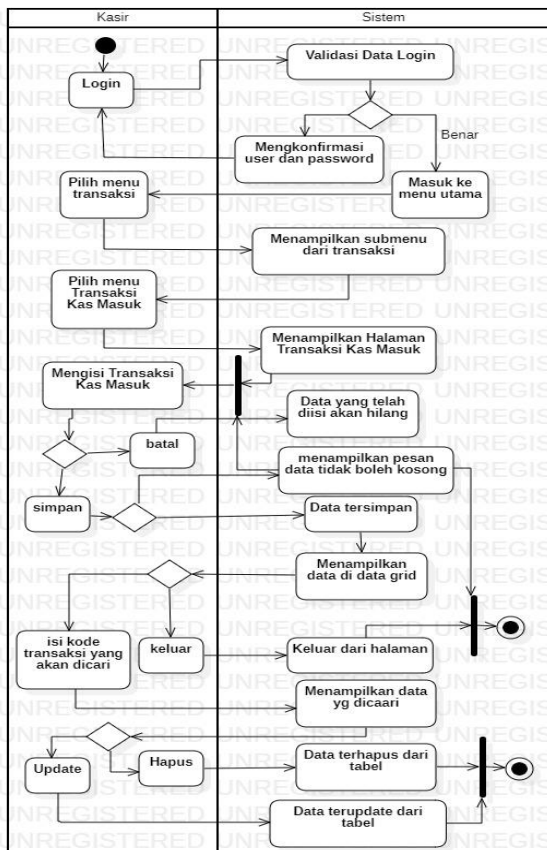 Kasir
Sistem
Validasi Data Login
Login
Benar
Mengkonfirmasi
user dan password
Masuk ke
menu utama
Pilih menu
transaksi
Menampilkan submenu
dari transaksi
Pilih menu
Transaksi
Kas Masuk
Menampilkan Halaman
Transaksi Kas Masuk
Mengisi Transaksi
Kas Masuk
Data yang telah
diisi akan hilang
batal
menampilkan pesan
data tidak boleh kosong
simpan
Data tersimpan
Menampilkan
data di data grid
isi kode
transaksi yang
akan dicari
keluar
Keluar dari halaman
Menampilkan data
yg dicaari
Update
Hapus
Data terhapus dari
tabel
Data terupdate dari
tabel
UNREGISTERED